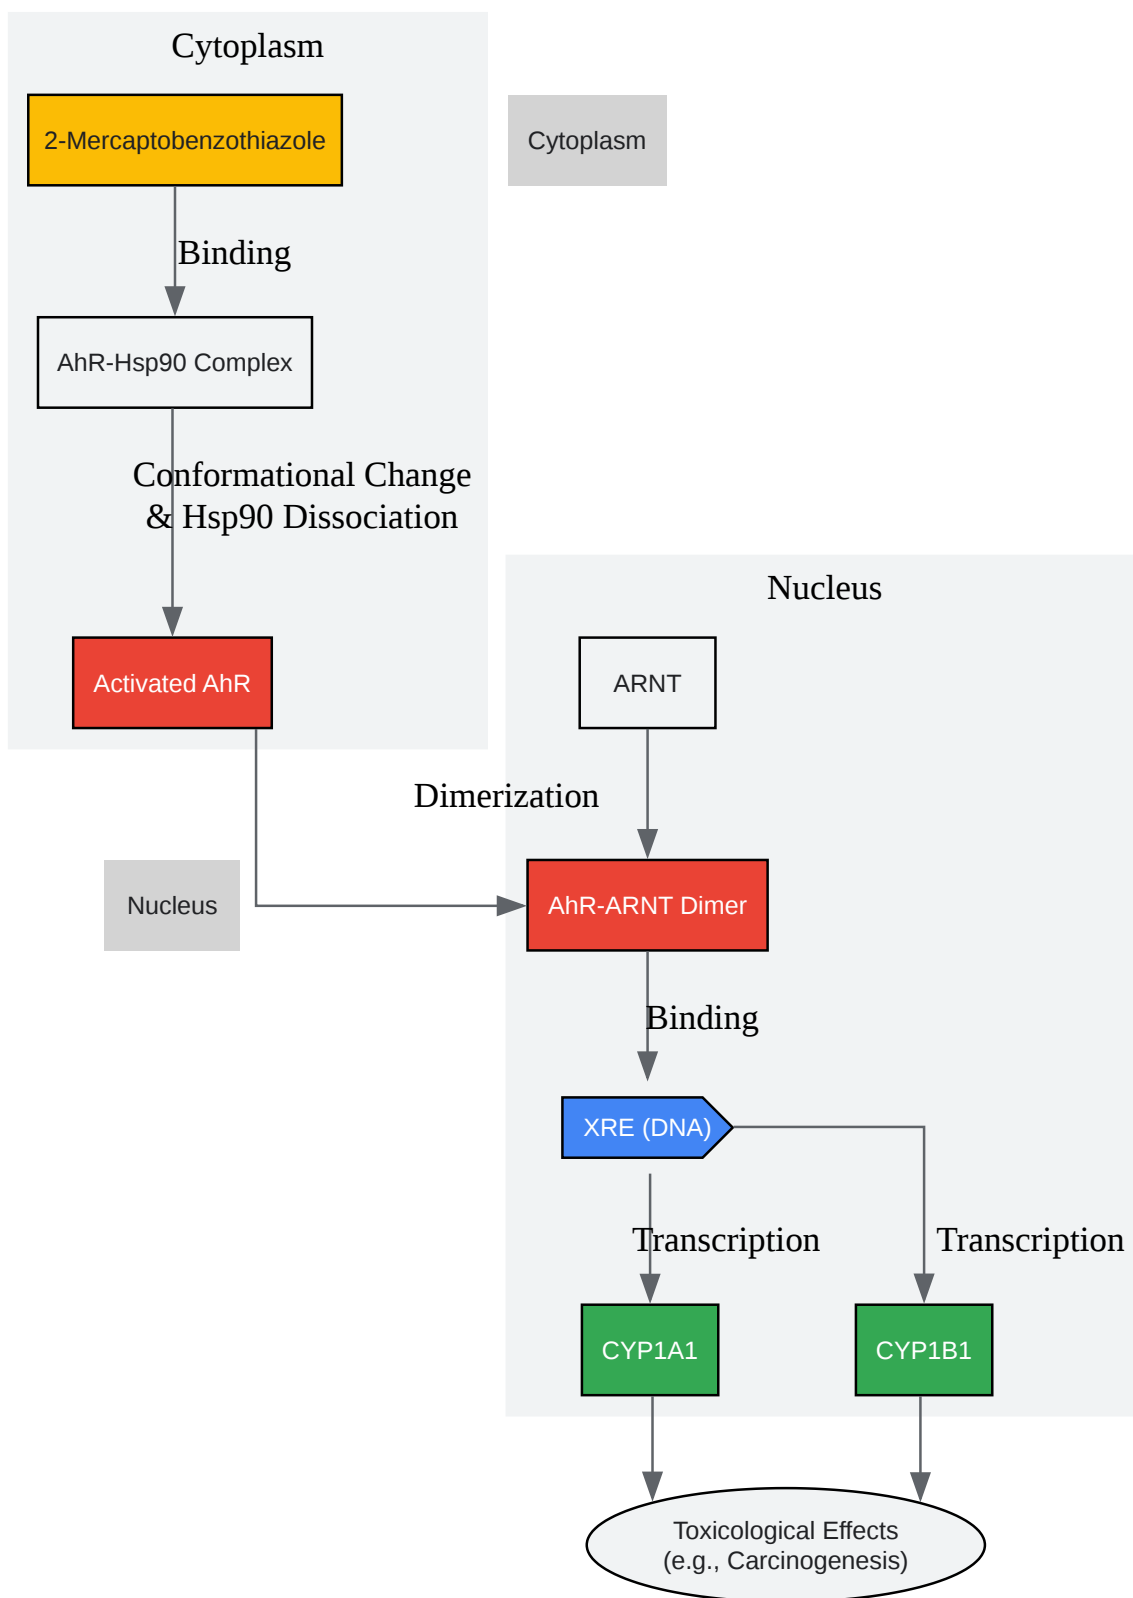 Cytoplasm
2-Mercaptobenzothiazole
Cytoplasm
Binding
AhR-Hsp90 Complex
Conformational Change
& Hsp90 Dissociation
Nucleus
Activated AhR
ARNT
Dimerization
Nucleus
AhR-ARNT Dimer
Binding
XRE (DNA)
Transcription
Transcription
CYP1A1
CYP1B1
Toxicological Effects
(e.g., Carcinogenesis)